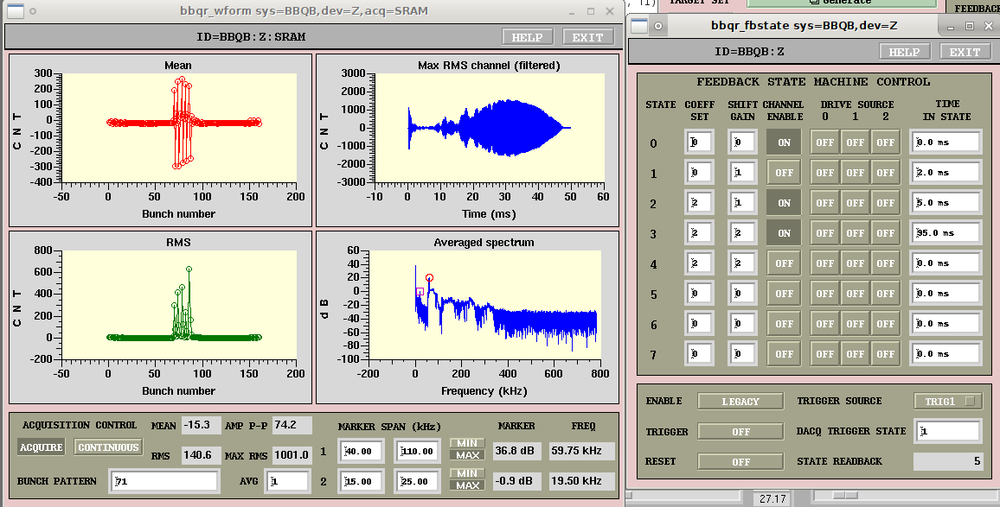 bbqr_wform sys=BBQB,dev=Z,acq=SRAM
ID=BBQB:Z:SRAM
HELP EXIT
Mean
CNT
300
200
100
0
-100
-200
-300
-400
-50 0 50 100 150 200
Bunch number
Max RMS channel (filtered)
CNT
3000
2000
1000
0
-1000
-2000
-3000
-10 0 10 20 30 40 50 60
Time (ms)
RMS
CNT
800
600
400
200
0
-200
-50 0 50 100 150 200
Bunch number
Averaged spectrum
dB
60
40
20
0
-20
-40
-60
-80
-100
-200 0 200 400 600 800
Frequency (kHz)
ACQUISITION CONTROL MEAN -15.3 AMP P-P 74.2
ACQUIRE CONTINUOUS RMS 140.6 MAX RMS 1001.0
BUNCH PATTERN 71 AVG 1
MARKER SPAN (kHz) MARKER FREQ
1 40.00 110.00 MIN MAX 36.8 dB 59.75 kHz
2 15.00 25.00 MIN MAX -0.9 dB 19.50 kHz
TARGET SET Generate
FEEDBACK
bbqr_fbstate sys=BBQB,dev=Z
ID=BBQB:Z
HELP EXIT
FEEDBACK STATE MACHINE CONTROL
STATE COEFF SHIFT CHANNEL DRIVE SOURCE TIME
SET GAIN ENABLE 0 1 2 IN STATE
0 0 0 ON OFF OFF OFF 0.0 ms
1 0 1 OFF OFF OFF OFF 2.0 ms
2 2 1 ON OFF OFF OFF 5.0 ms
3 2 2 ON OFF OFF OFF 95.0 ms
4 2 2 OFF OFF OFF OFF 0.0 ms
5 0 0 OFF OFF OFF OFF 0.0 ms
6 0 0 OFF OFF OFF OFF 0.0 ms
7 0 0 OFF OFF OFF OFF 0.0 ms
ENABLE LEGACY TRIGGER SOURCE TRIG1
TRIGGER OFF DACQ TRIGGER STATE 1
RESET OFF STATE READBACK 5
27.17